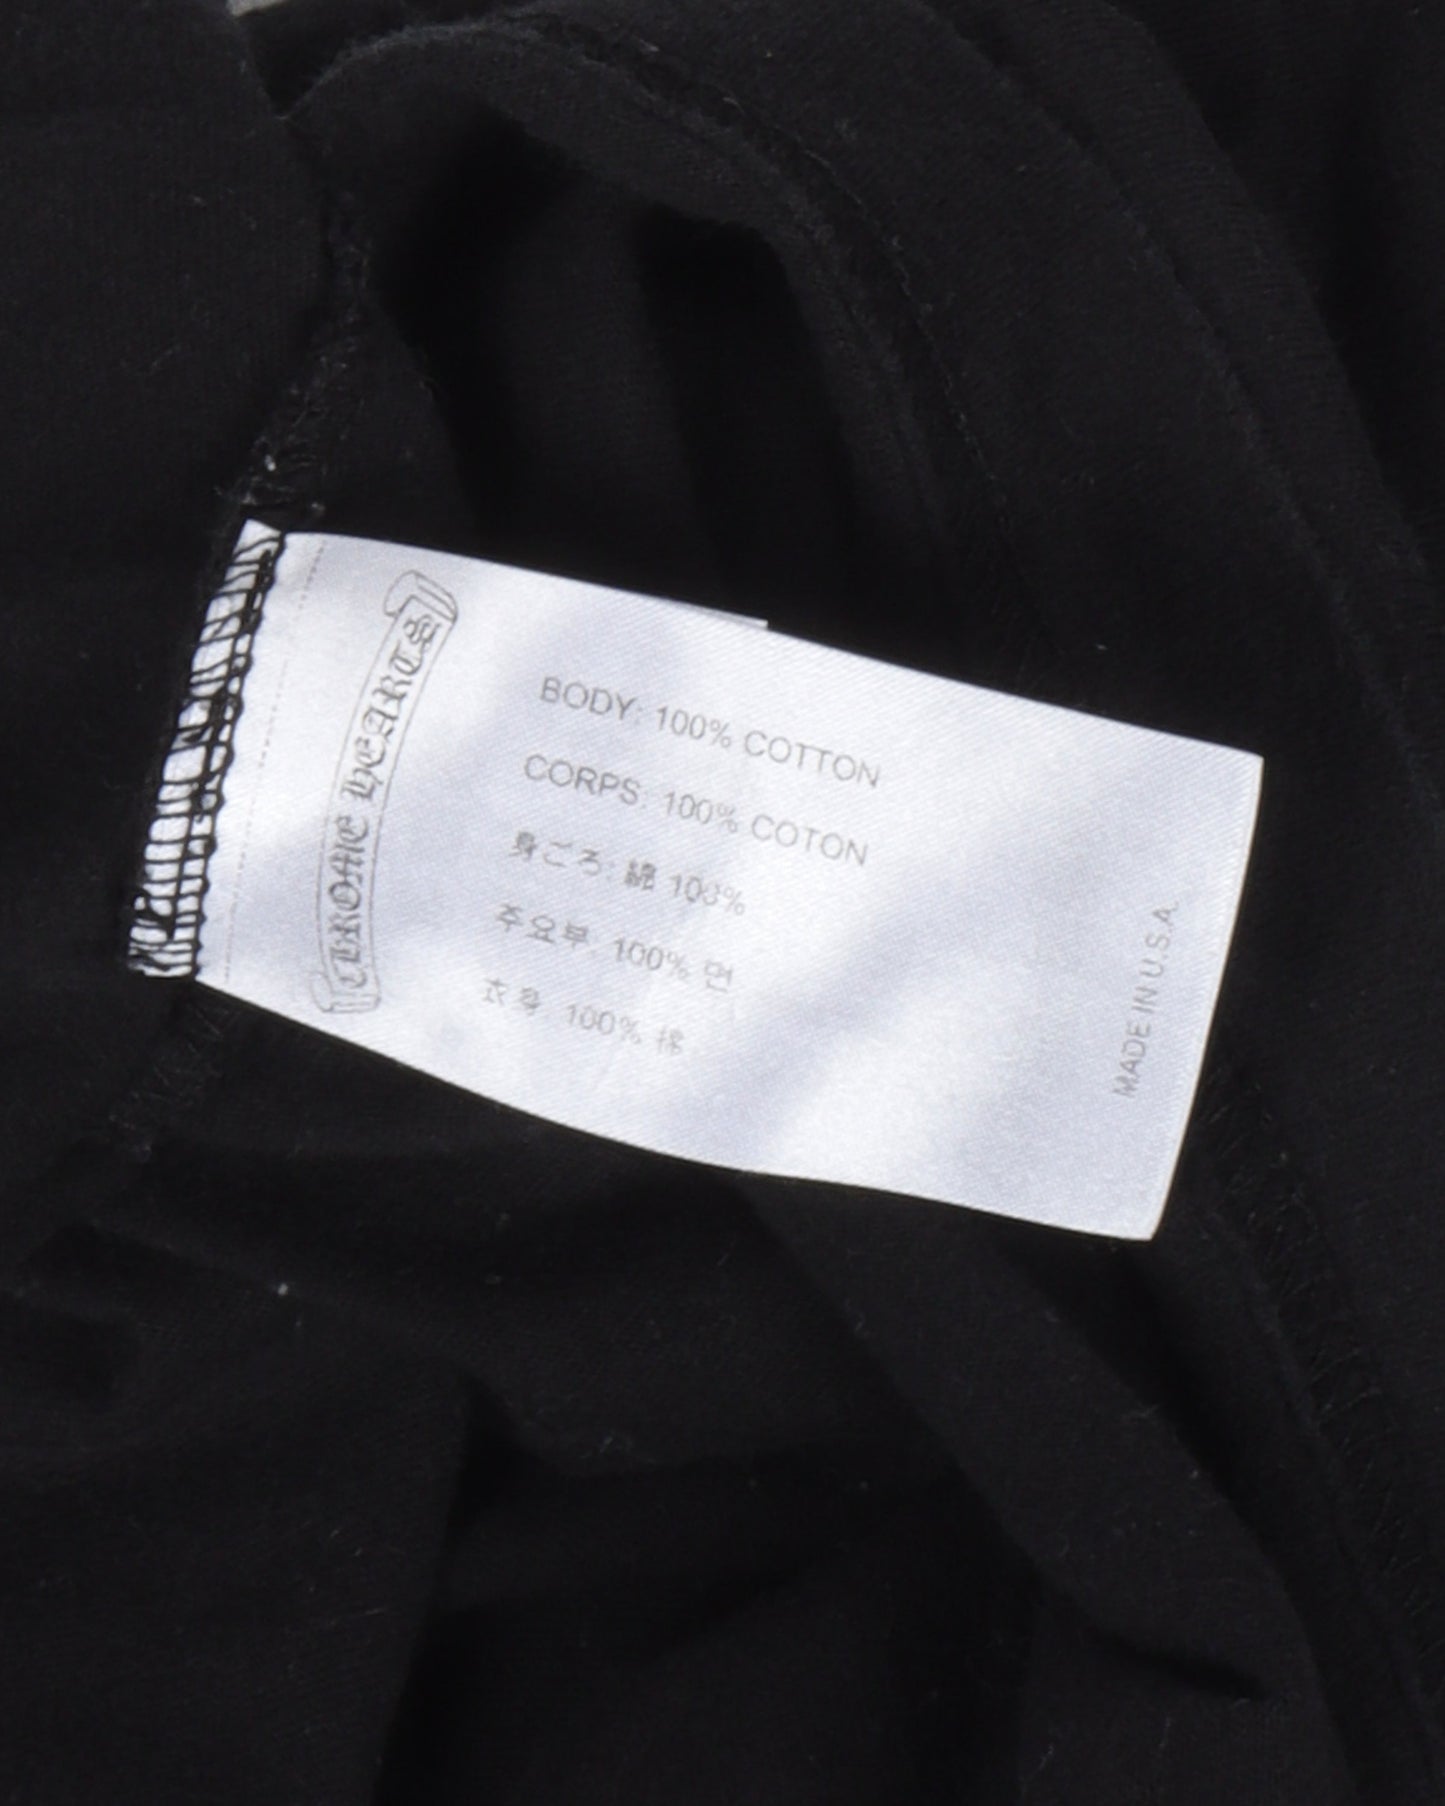 CHROME HEARTS
BODY: 100% COTTON
CORPS: 100% COTON
身ごろ: 綿 100%
주요부: 100% 면
衣身: 100% 棉
MADE IN U.S.A.